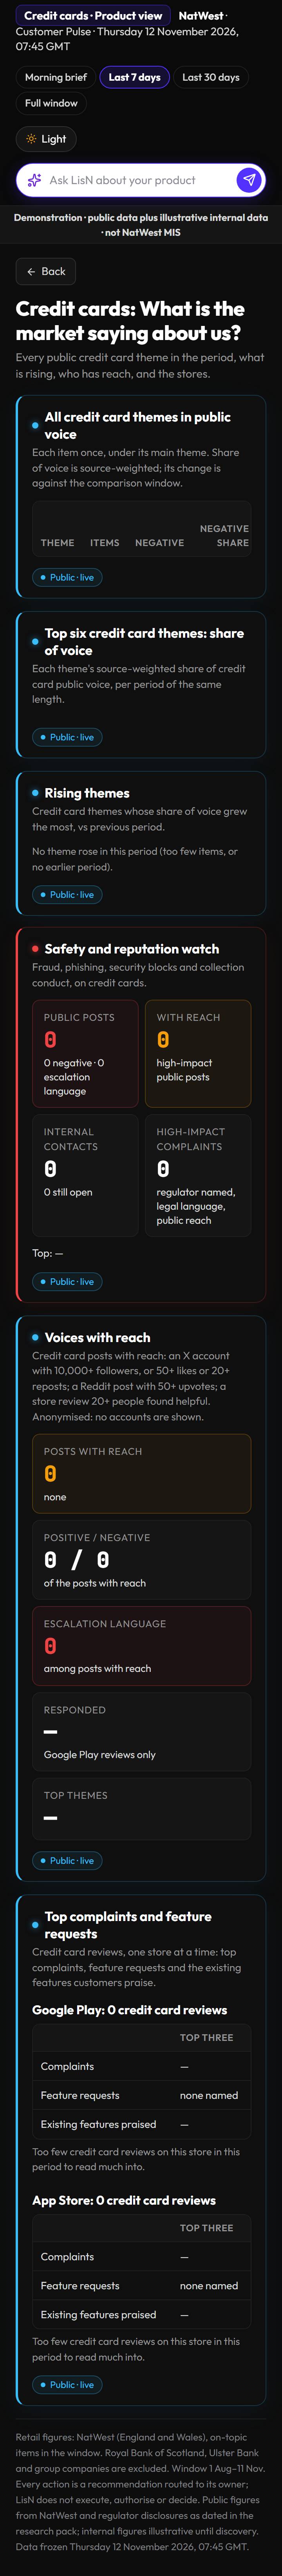 Credit cards · Product view NatWest ·
Customer Pulse · Thursday 12 November 2026,
07:45 GMT
Morning brief Last 7 days Last 30 days
Full window
Light
Ask LisN about your product
Demonstration · public data plus illustrative internal data
· not NatWest MIS
← Back
Credit cards: What is the
market saying about us?
Every public credit card theme in the period, what
is rising, who has reach, and the stores.
All credit card themes in public
voice
Each item once, under its main theme. Share
of voice is source-weighted; its change is
against the comparison window.
THEME ITEMS NEGATIVE NEGATIVE
SHARE
Public · live
Top six credit card themes: share
of voice
Each theme's source-weighted share of credit
card public voice, per period of the same
length.
Public · live
Rising themes
Credit card themes whose share of voice grew
the most, vs previous period.
No theme rose in this period (too few items, or
no earlier period).
Public · live
Safety and reputation watch
Fraud, phishing, security blocks and collection
conduct, on credit cards.
PUBLIC POSTS
0
0 negative · 0
escalation
language
WITH REACH
0
high-impact
public posts
INTERNAL
CONTACTS
0
0 still open
HIGH-IMPACT
COMPLAINTS
0
regulator named,
legal language,
public reach
Top: —
Public · live
Voices with reach
Credit card posts with reach: an X account
with 10,000+ followers, or 50+ likes or 20+
reposts; a Reddit post with 50+ upvotes; a
store review 20+ people found helpful.
Anonymised: no accounts are shown.
POSTS WITH REACH
0
none
POSITIVE / NEGATIVE
0 / 0
of the posts with reach
ESCALATION LANGUAGE
0
among posts with reach
RESPONDED
—
Google Play reviews only
TOP THEMES
—
Public · live
Top complaints and feature
requests
Credit card reviews, one store at a time: top
complaints, feature requests and the existing
features customers praise.
Google Play: 0 credit card reviews
TOP THREE
Complaints —
Feature requests none named
Existing features praised —
Too few credit card reviews on this store in this
period to read much into.
App Store: 0 credit card reviews
TOP THREE
Complaints —
Feature requests none named
Existing features praised —
Too few credit card reviews on this store in this
period to read much into.
Public · live
Retail figures: NatWest (England and Wales), on-topic
items in the window. Royal Bank of Scotland, Ulster Bank
and group companies are excluded. Window 1 Aug–11 Nov.
Every action is a recommendation routed to its owner;
LisN does not execute, authorise or decide. Public figures
from NatWest and regulator disclosures as dated in the
research pack; internal figures illustrative until discovery.
Data frozen Thursday 12 November 2026, 07:45 GMT.